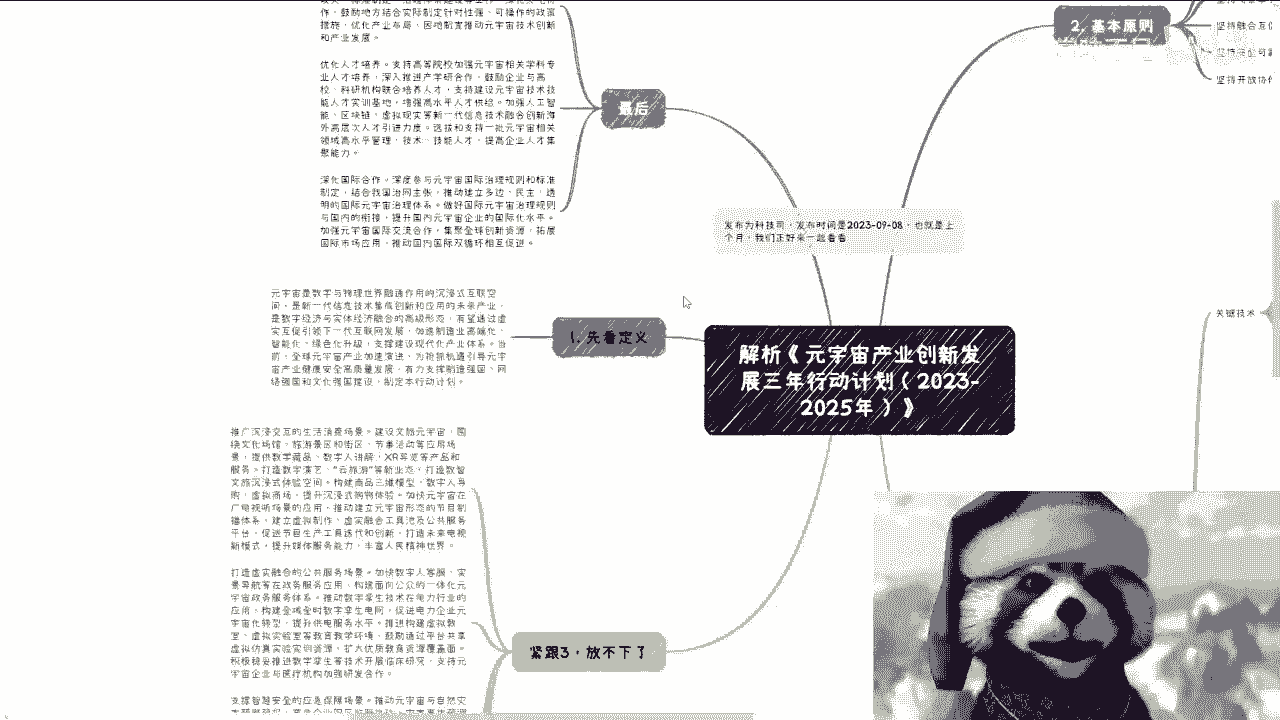 作，鼓励地方结合实际制定针对性强、可操作的政策
措施，优化产业布局，因地制宜推动元宇宙技术创新
和产业发展。
优化人才培养。支持高等院校加强元宇宙相关学科专
业人才培养，深入推进产学研合作，鼓励企业与高
校、科研机构联合培养人才，支持建设元宇宙技术技
能人才实训基地，增强高水平人才供给。加强人工智
能、区块链、虚拟现实等新一代信息技术融合创新海
外高层次人才引进力度。选拔和支持一批元宇宙相关
领域高水平管理、技术、技能人才，提高企业人才集
聚能力。
深化国际合作。深度参与元宇宙国际治理规则和标准
制定，结合我国治网主张，推动建立多边、民主、透
明的国际元宇宙治理体系。做好国际元宇宙治理规则
与国内的衔接，提升国内元宇宙企业的国际化水平。
加强元宇宙国际交流合作，集聚全球创新资源，拓展
国际市场应用，推动国内国际双循环相互促进。
最后
2. 基本原则
坚持融合互促
坚持开放协作
发布为科技司，发布时间是2023-09-08，也就是上
个月，我们正好来一起看看
元宇宙是数字与物理世界融通作用的沉浸式互联空
间，是新一代信息技术集成创新和应用的未来产业，
是数字经济与实体经济融合的高级形态，有望通过虚
实互促引领下一代互联网发展，加速制造业高端化、
智能化、绿色化升级，支撑建设现代化产业体系。当
前，全球元宇宙产业加速演进，为抢抓机遇引导元宇
宙产业健康安全高质量发展，有力支撑制造强国、网
络强国和文化强国建设，制定本行动计划。
1. 先看定义
解析《元宇宙产业创新发
展三年行动计划（2023-
2025年）》
关键技术
推广沉浸交互的生活消费场景。建设文旅元宇宙，围
绕文化场馆、旅游景区和街区、节事活动等应用场
景，提供数字藏品、数字人讲解、XR导览等产品和
服务。打造数字演艺、“云旅游”等新业态，打造数智
文旅沉浸式体验空间。构建商品三维模型、数字人导
购、虚拟商场，提升沉浸式购物体验。加快元宇宙在
广电视听场景的应用，推动建立元宇宙形态的节目制
播体系，建立虚拟制作、虚实融合工具池及公共服务
平台，促进节目生产工具迭代和创新，打造未来电视
新模式，提升媒体服务能力，丰富人民精神世界。
打造虚实融合的公共服务场景。加快数字人客服、实
景导航等在政务服务应用，构建面向公众的一体化元
宇宙政务服务体系。推动数字孪生技术在电力行业的
应用，构建全域全时数字孪生电网，促进电力企业元
宇宙化转型，提升供电服务水平。推进构建虚拟教
室、虚拟实验室等教育教学环境，鼓励通过平台共享
虚拟仿真实验实训资源，扩大优质教育资源覆盖面。
积极稳妥推进数字孪生等技术开展临床研究，支持元
宇宙企业与医疗机构加强研发合作。
支撑智慧安全的应急保障场景。推动元宇宙与自然灾
紧跟3，放不下了